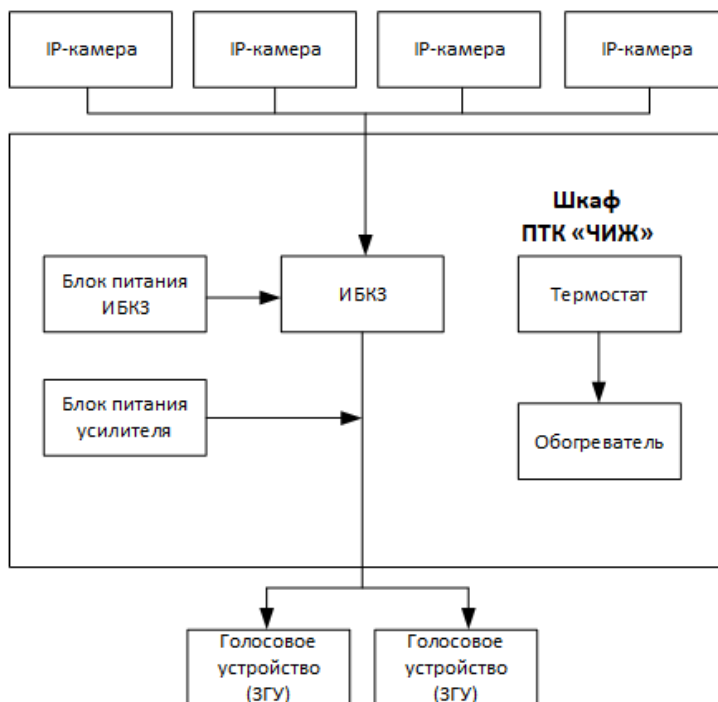 IP-камера
IP-камера
IP-камера
IP-камера
Шкаф
ПТК «ЧИЖ»
Блок питания
ИБКЗ
ИБКЗ
Термостат
Блок питания
усилителя
Обогреватель
Голосовое
устройство
(ЗГУ)
Голосовое
устройство
(ЗГУ)